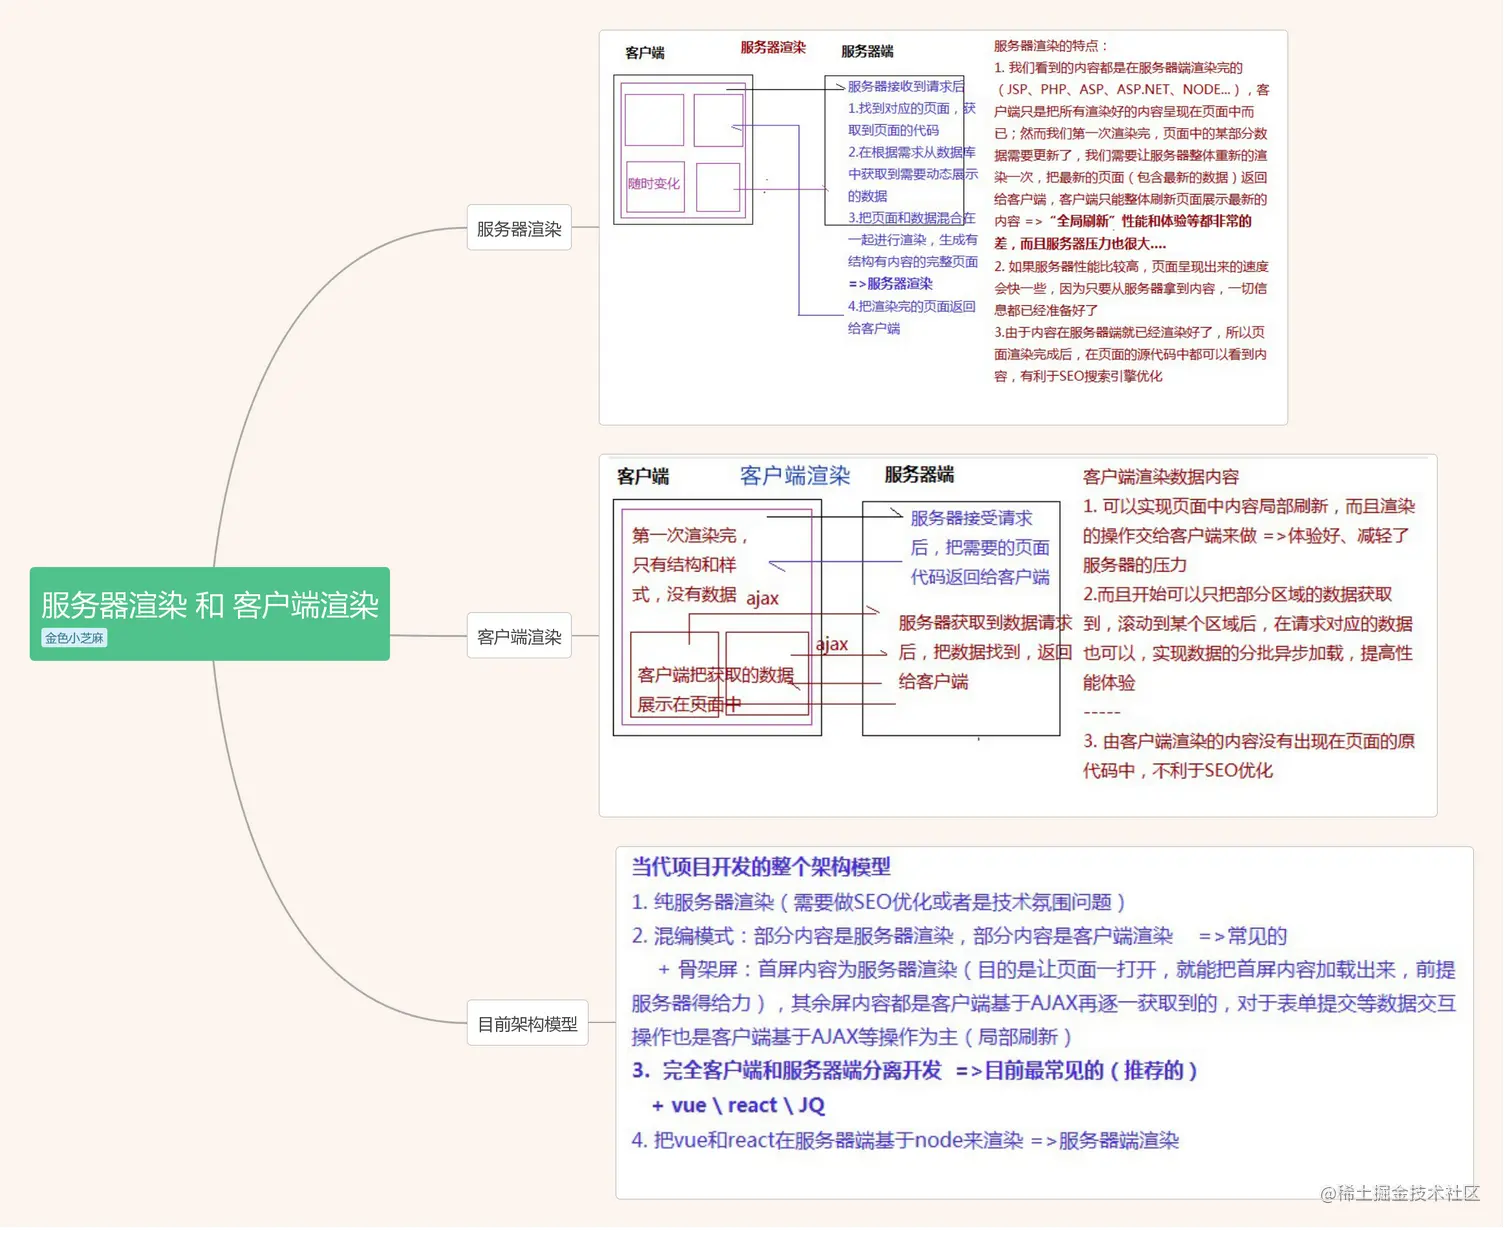 服务器渲染 和 客户端渲染
金色小芝麻
服务器渲染
客户端
服务器渲染
服务器端
随时变化
服务器接收到请求后
1.找到对应的页面，获
取到页面的代码
2.在根据需求从数据库
中获取到需要动态展示
的数据
3.把页面和数据混合在
一起进行渲染，生成有
结构有内容的完整页面
=>服务器渲染
4.把渲染完的页面返回
给客户端
服务器渲染的特点：
1. 我们看到的内容都是在服务器端渲染完的
（JSP、PHP、ASP、ASP.NET、NODE...），客
户端只是把所有渲染好的内容呈现在页面中而
已；然而我们第一次渲染完，页面中的某部分数
据需要更新了，我们需要让服务器整体重新的渲
染一次，把最新的页面（包含最新的数据）返回
给客户端，客户端只能整体刷新页面展示最新的
内容 => “全局刷新”性能和体验等都非常的
差，而且服务器压力也很大....
2. 如果服务器性能比较高，页面呈现出来的速度
会快一些，因为只要从服务器拿到内容，一切信
息都已经准备好了
3.由于内容在服务器端就已经渲染好了，所以页
面渲染完成后，在页面的源代码中都可以看到内
容，有利于SEO搜索引擎优化
客户端渲染
客户端
客户端渲染
服务器端
第一次渲染完，
只有结构和样
式，没有数据
ajax
ajax
客户端把获取的数据
展示在页面中
服务器接受请求
后，把需要的页面
代码返回给客户端
服务器获取到数据请求
后，把数据找到，返回
给客户端
客户端渲染数据内容
1. 可以实现页面中内容局部刷新，而且渲染
的操作交给客户端来做 =>体验好、减轻了
服务器的压力
2.而且开始可以只把部分区域的数据获取
到，滚动到某个区域后，在请求对应的数据
也可以，实现数据的分批异步加载，提高性
能体验
-----
3. 由客户端渲染的内容没有出现在页面的原
代码中，不利于SEO优化
目前架构模型
当代项目开发的整个架构模型
1. 纯服务器渲染（需要做SEO优化或者是技术氛围问题）
2. 混编模式：部分内容是服务器渲染，部分内容是客户端渲染 =>常见的
+ 骨架屏：首屏内容为服务器渲染（目的是让页面一打开，就能把首屏内容加载出来，前提
服务器得给力），其余屏内容都是客户端基于AJAX再逐一获取到的，对于表单提交等数据交互
操作也是客户端基于AJAX等操作为主（局部刷新）
3. 完全客户端和服务器端分离开发 =>目前最常见的（推荐的）
+ vue \ react \ JQ
4. 把vue和react在服务器端基于node来渲染 =>服务器端渲染
@稀土掘金技术社区